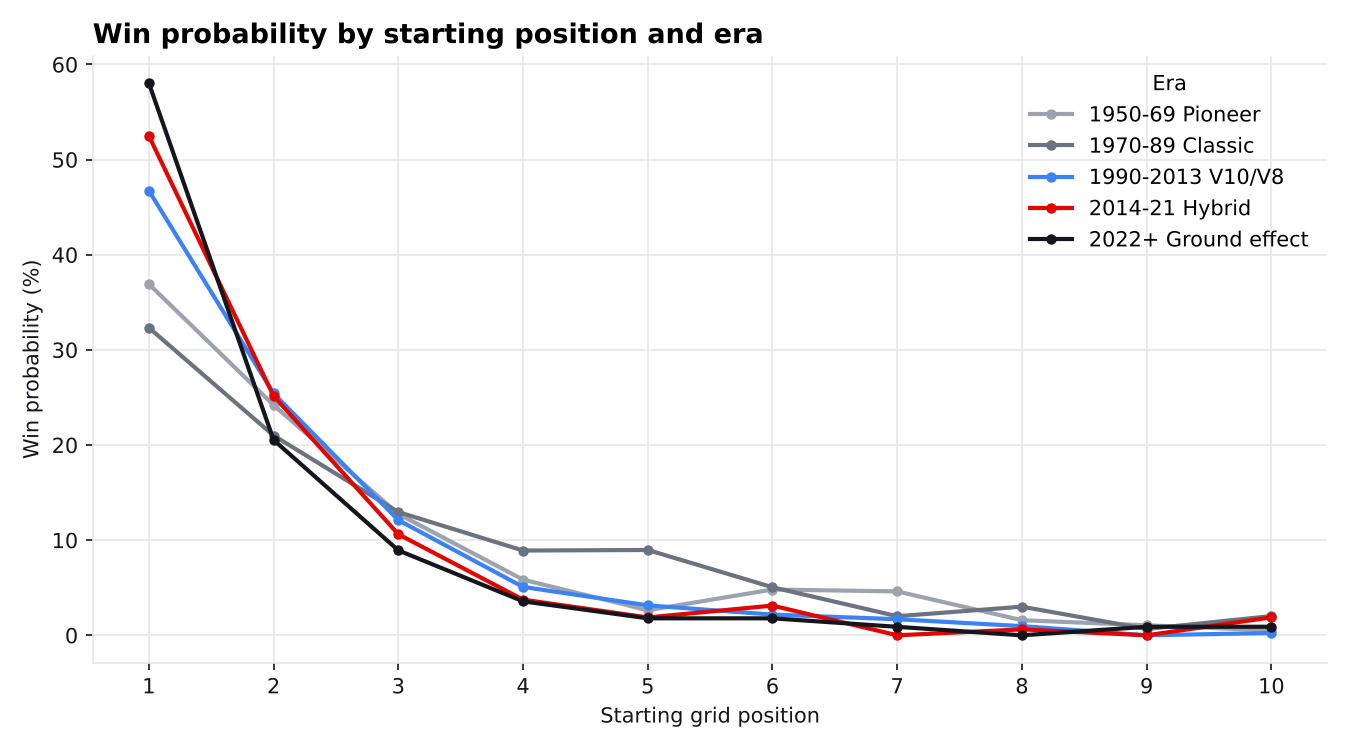 Win probability by starting position and era
Era
1950-69 Pioneer
1970-89 Classic
1990-2013 V10/V8
2014-21 Hybrid
2022+ Ground effect
Win probability (%)
60
50
40
30
20
10
0
1 2 3 4 5 6 7 8 9 10
Starting grid position